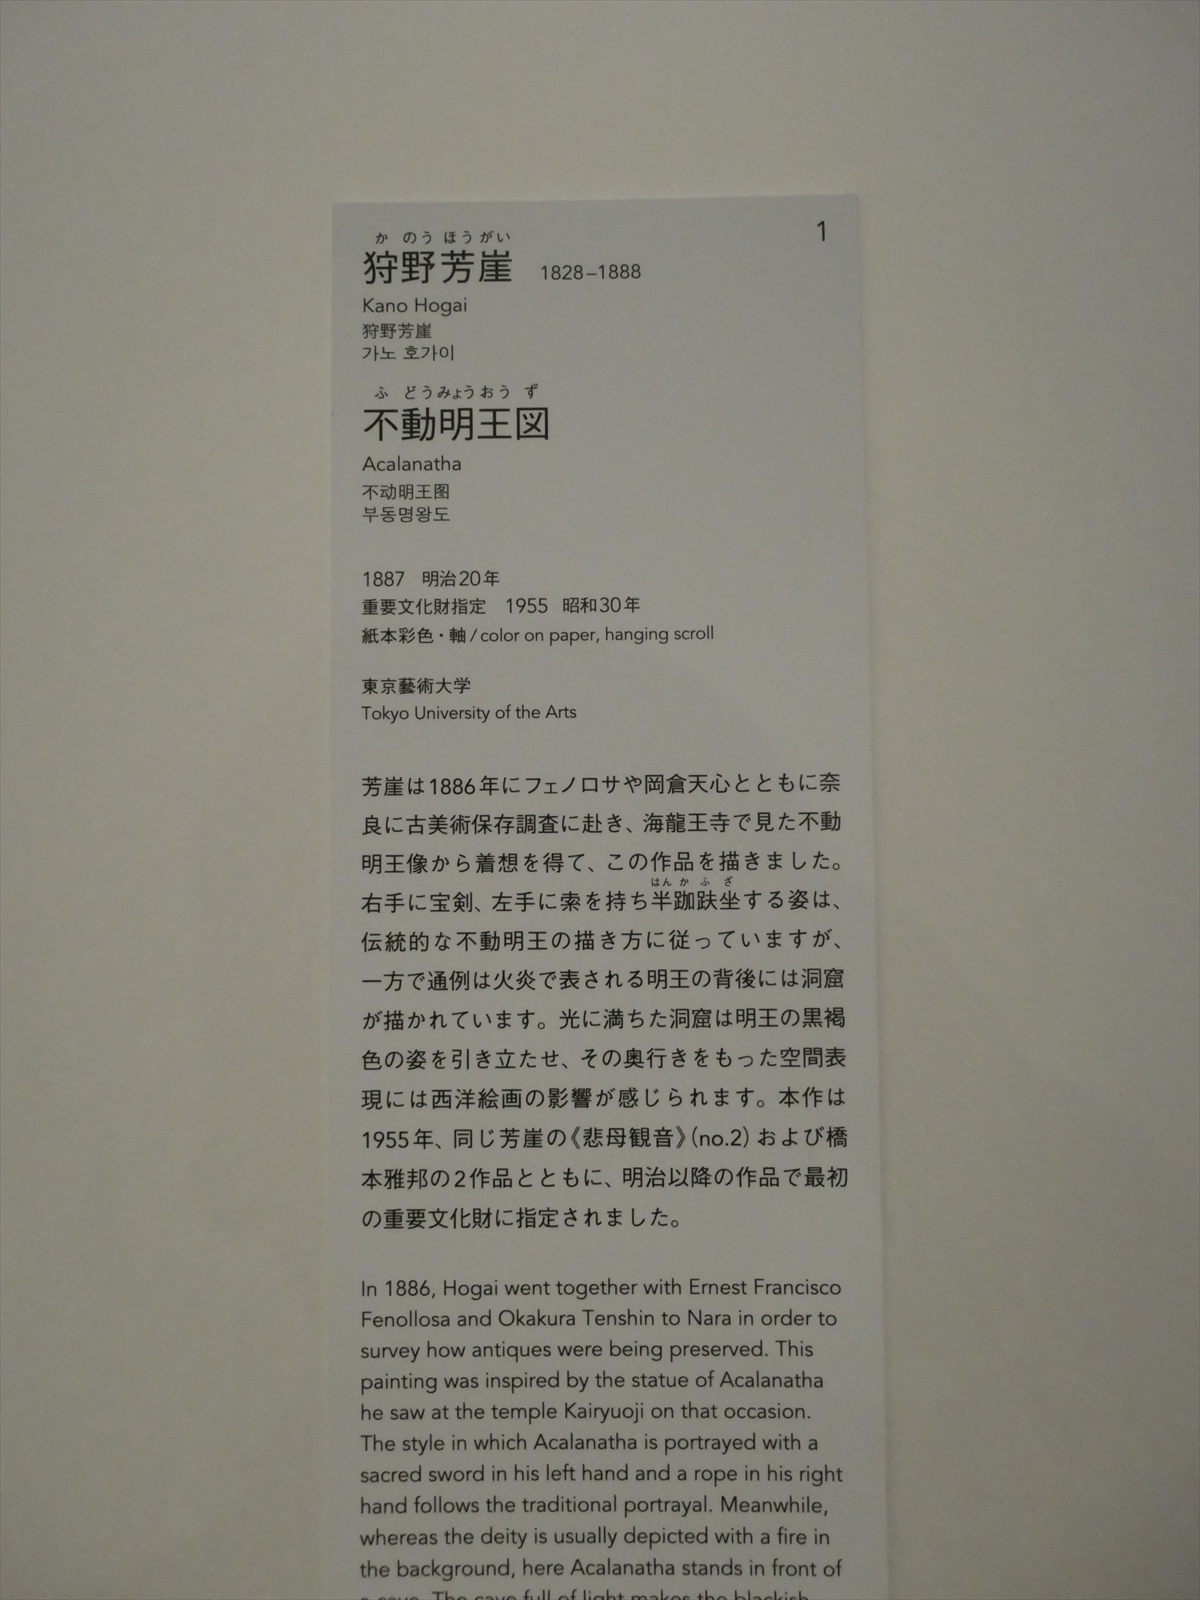 1
か のう ほうがい
狩野芳崖 1828–1888
Kano Hogai
狩野芳崖
가노 호가이
ふ どうみょうおう ず
不動明王図
Acalanatha
不动明王图
부동명왕도
1887 明治20年
重要文化財指定 1955 昭和30年
紙本彩色・軸 / color on paper, hanging scroll
東京藝術大学
Tokyo University of the Arts
芳崖は1886年にフェノロサや岡倉天心とともに奈
良に古美術保存調査に赴き、海龍王寺で見た不動
明王像から着想を得て、この作品を描きました。
はん か ふ ざ
右手に宝剣、左手に索を持ち半跏趺坐する姿は、
伝統的な不動明王の描き方に従っていますが、
一方で通例は火炎で表される明王の背後には洞窟
が描かれています。光に満ちた洞窟は明王の黒褐
色の姿を引き立たせ、その奥行きをもった空間表
現には西洋絵画の影響が感じられます。本作は
1955年、同じ芳崖の《悲母観音》(no.2)および橋
本雅邦の2作品とともに、明治以降の作品で最初
の重要文化財に指定されました。
In 1886, Hogai went together with Ernest Francisco
Fenollosa and Okakura Tenshin to Nara in order to
survey how antiques were being preserved. This
painting was inspired by the statue of Acalanatha
he saw at the temple Kairyuoji on that occasion.
The style in which Acalanatha is portrayed with a
sacred sword in his left hand and a rope in his right
hand follows the traditional portrayal. Meanwhile,
whereas the deity is usually depicted with a fire in
the background, here Acalanatha stands in front of
a cave. The cave full of light makes the blackish